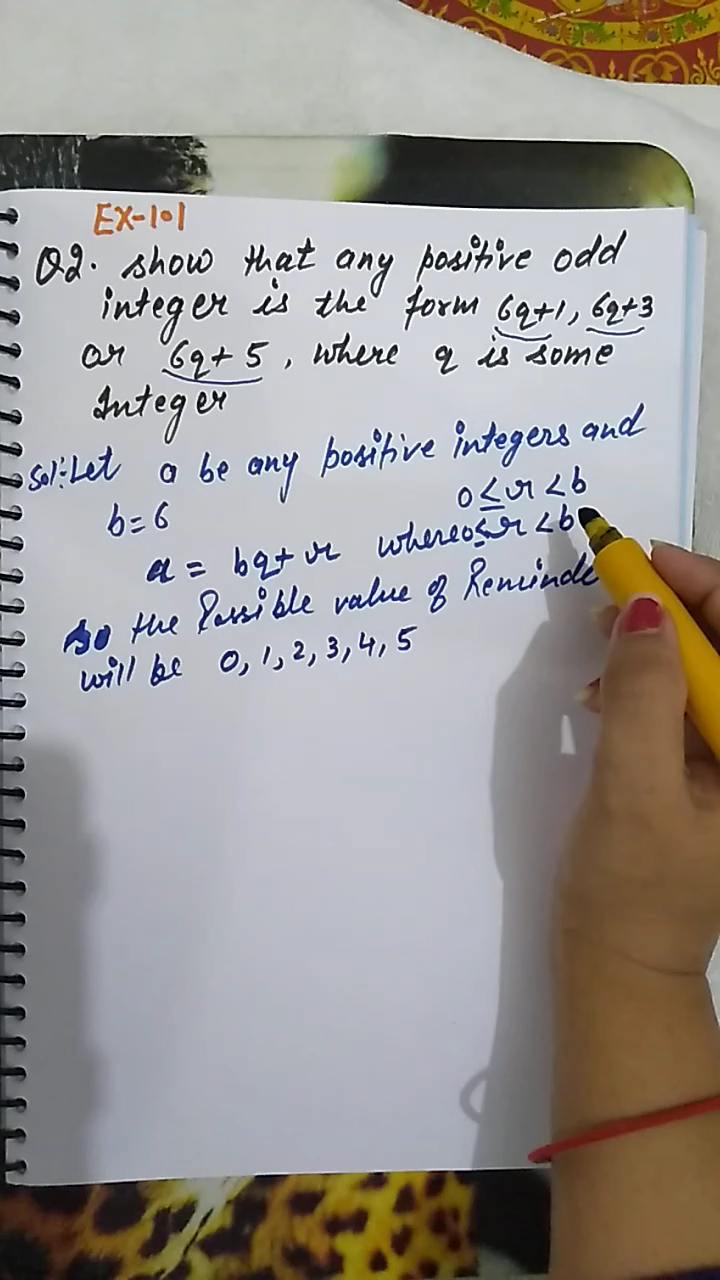 EX-1.1
Q2. show that any positive odd
integer is the form 6q+1, 6q+3
or 6q+5, where q is some
Integer
Sol:- Let a be any positive integers and
b=6
0≤r<b
a = bq+r where 0≤r<b
so the Possible value of Reminde
will be 0, 1, 2, 3, 4, 5